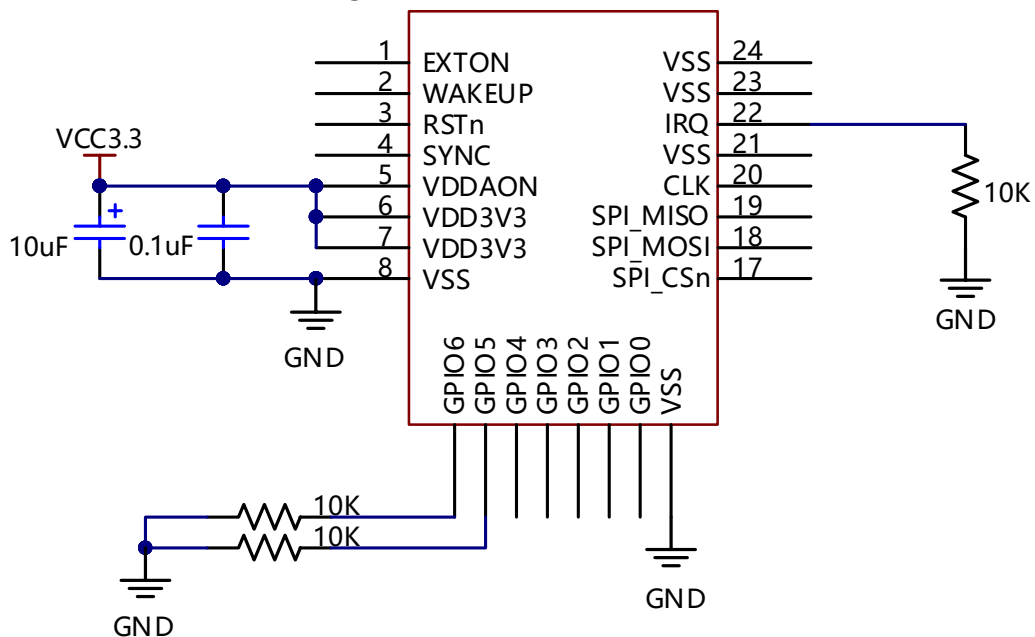 1 EXTON
2 WAKEUP
3 RSTn
4 SYNC
5 VDDAON
6 VDD3V3
7 VDD3V3
8 VSS
VSS 24
VSS 23
IRQ 22
VSS 21
CLK 20
SPI_MISO 19
SPI_MOSI 18
SPI_CSn 17
VCC3.3
+
10uF
0.1uF
GND
10K
GND
GPIO6
GPIO5
GPIO4
GPIO3
GPIO2
GPIO1
GPIO0
VSS
10K
10K
GND
GND